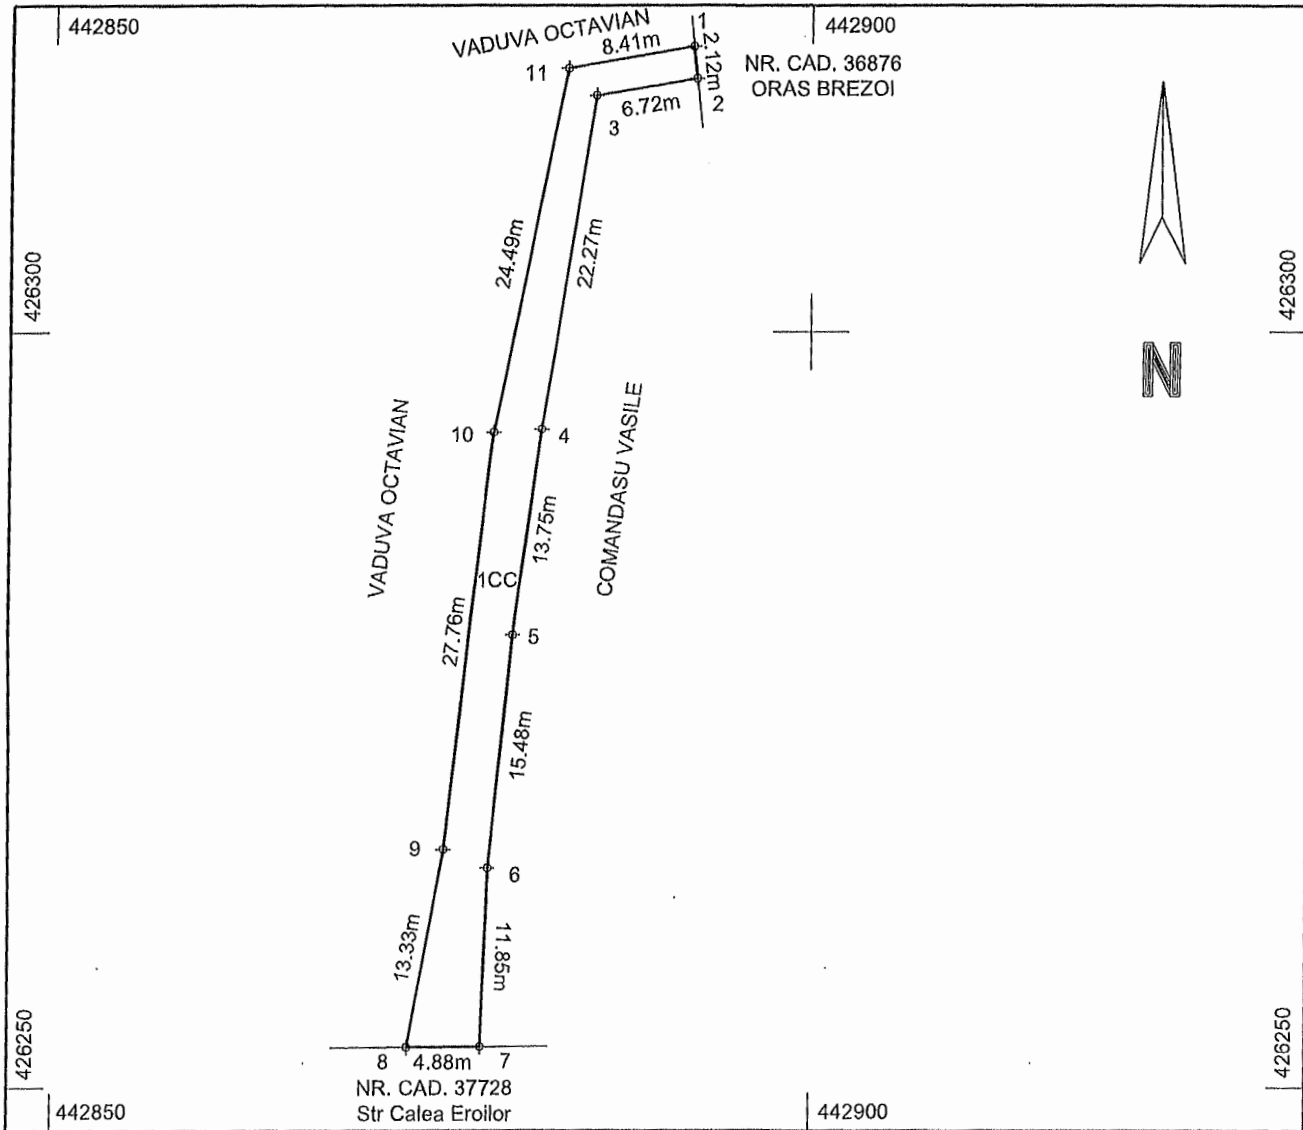 442850
442900
VADUVA OCTAVIAN
8.41m
1
2.12m
NR. CAD. 36876
ORAS BREZOI
11
6.72m
2
3
24.49m
22.27m
426300
426300
N
10
4
VADUVA OCTAVIAN
COMANDASU VASILE
13.75m
1CC
27.76m
5
15.48m
9
6
13.33m
11.85m
426250
426250
8
4.88m
7
NR. CAD. 37728
Str Calea Eroilor
442850
442900